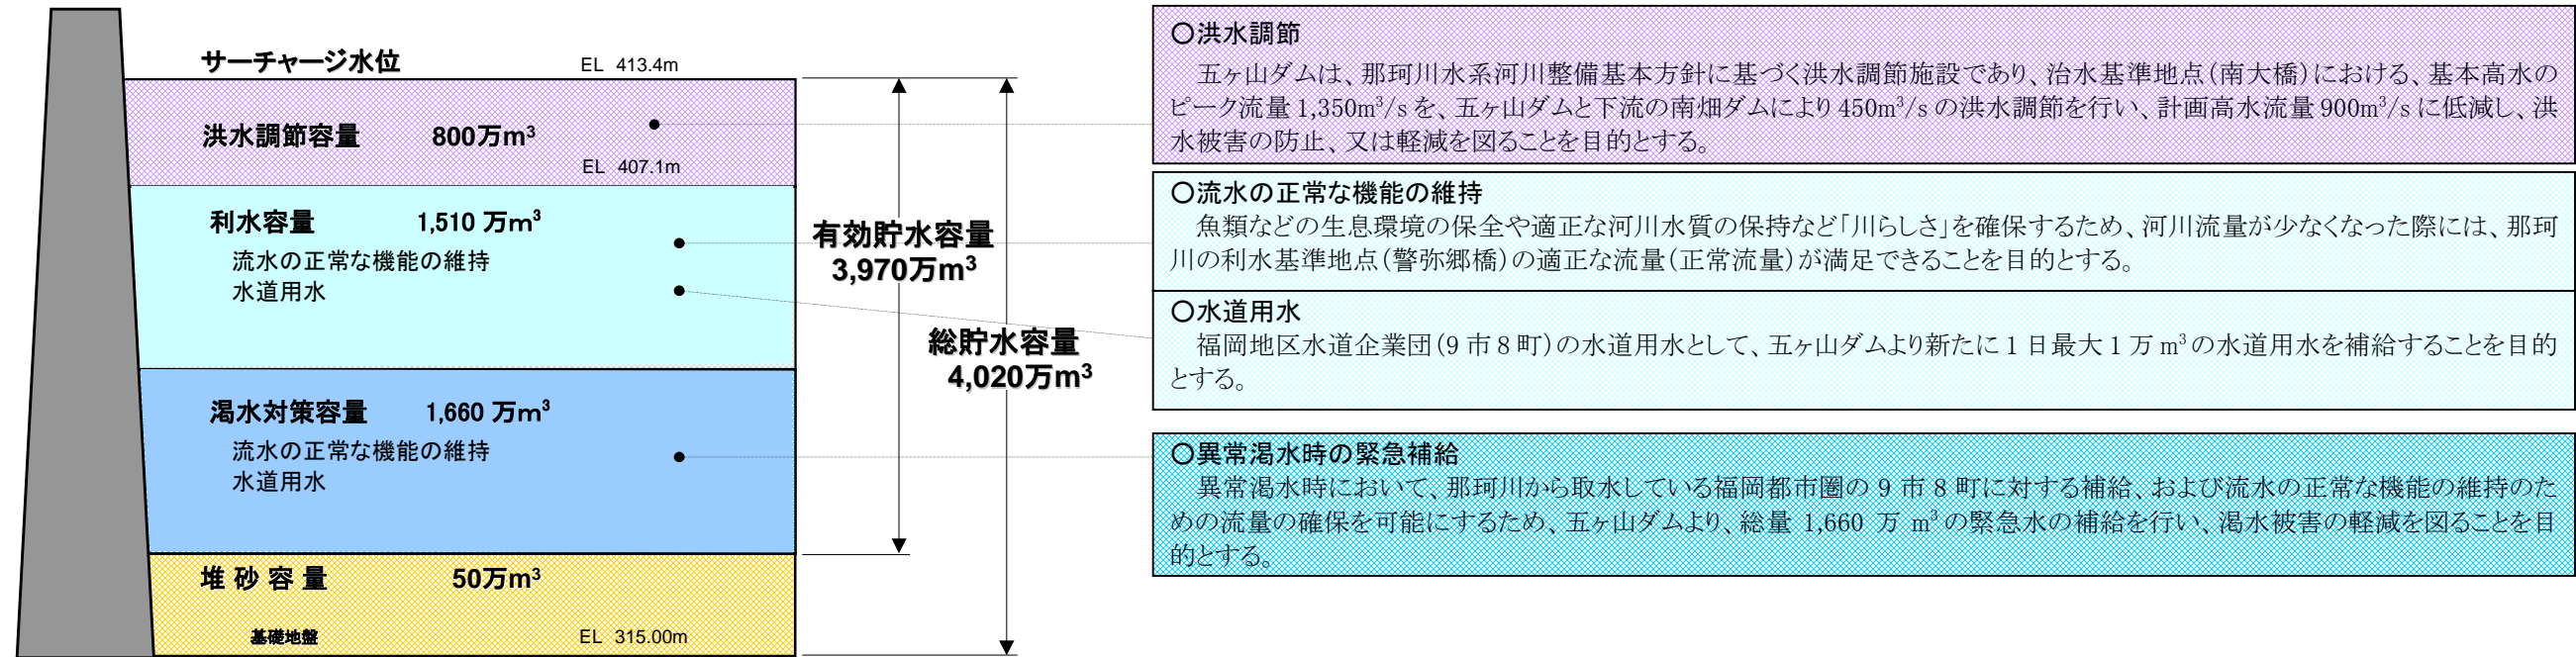 サーチャージ水位 EL 413.4m
洪水調節容量 800万m³
EL 407.1m
利水容量 1,510 万m³
流水の正常な機能の維持
水道用水
渇水対策容量 1,660 万m³
流水の正常な機能の維持
水道用水
堆 砂 容 量 50万m³
基礎地盤 EL 315.00m
有効貯水容量
3,970万m³
総貯水容量
4,020万m³
○洪水調節
五ヶ山ダムは、那珂川水系河川整備基本方針に基づく洪水調節施設であり、治水基準地点(南大橋)における、基本高水の
ピーク流量 1,350m³/s を、五ヶ山ダムと下流の南畑ダムにより 450m³/s の洪水調節を行い、計画高水流量 900m³/s に低減し、洪
水被害の防止、又は軽減を図ることを目的とする。
○流水の正常な機能の維持
魚類などの生息環境の保全や適正な河川水質の保持など「川らしさ」を確保するため、河川流量が少なくなった際には、那珂
川の利水基準地点(警弥郷橋)の適正な流量(正常流量)が満足できることを目的とする。
○水道用水
福岡地区水道企業団(9 市 8 町)の水道用水として、五ヶ山ダムより新たに 1 日最大 1 万 m³の水道用水を補給することを目的
とする。
○異常渇水時の緊急補給
異常渇水時において、那珂川から取水している福岡都市圏の 9 市 8 町に対する補給、および流水の正常な機能の維持のた
めの流量の確保を可能にするため、五ヶ山ダムより、総量 1,660 万 m³の緊急水の補給を行い、渇水被害の軽減を図ることを目
的とする。